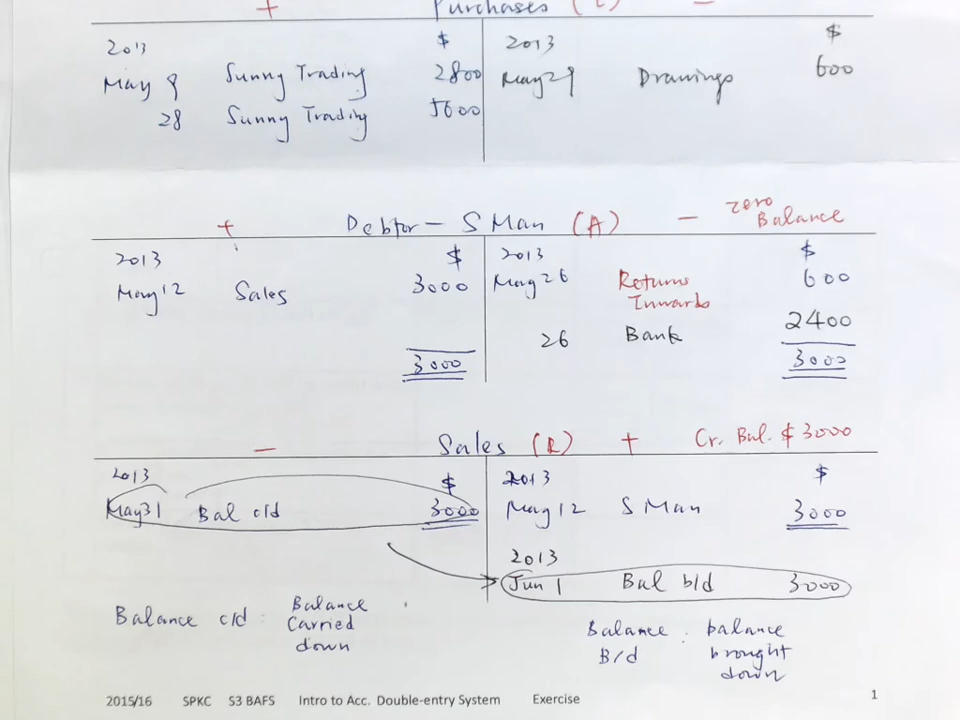 + Purchases (E) −
2013 $ 2013 $
May 9 Sunny Trading 2800 May 29 Drawings 600
28 Sunny Trading 5600
+ Debtor – S Man (A) − zero Balance
2013 $ 2013 $
May 12 Sales 3000 May 26 Returns Inwards 600
26 Bank 2400
3000 3000
− Sales (R) + Cr. Bal. $ 3000
2013 $ 2013 $
May 31 Bal c/d 3000 May 12 S Man 3000
2013
Jun 1 Bal b/d 3000
Balance c/d : Balance Carried down
Balance B/d : balance brought down
2015/16 SPKC S3 BAFS Intro to Acc. Double-entry System Exercise 1